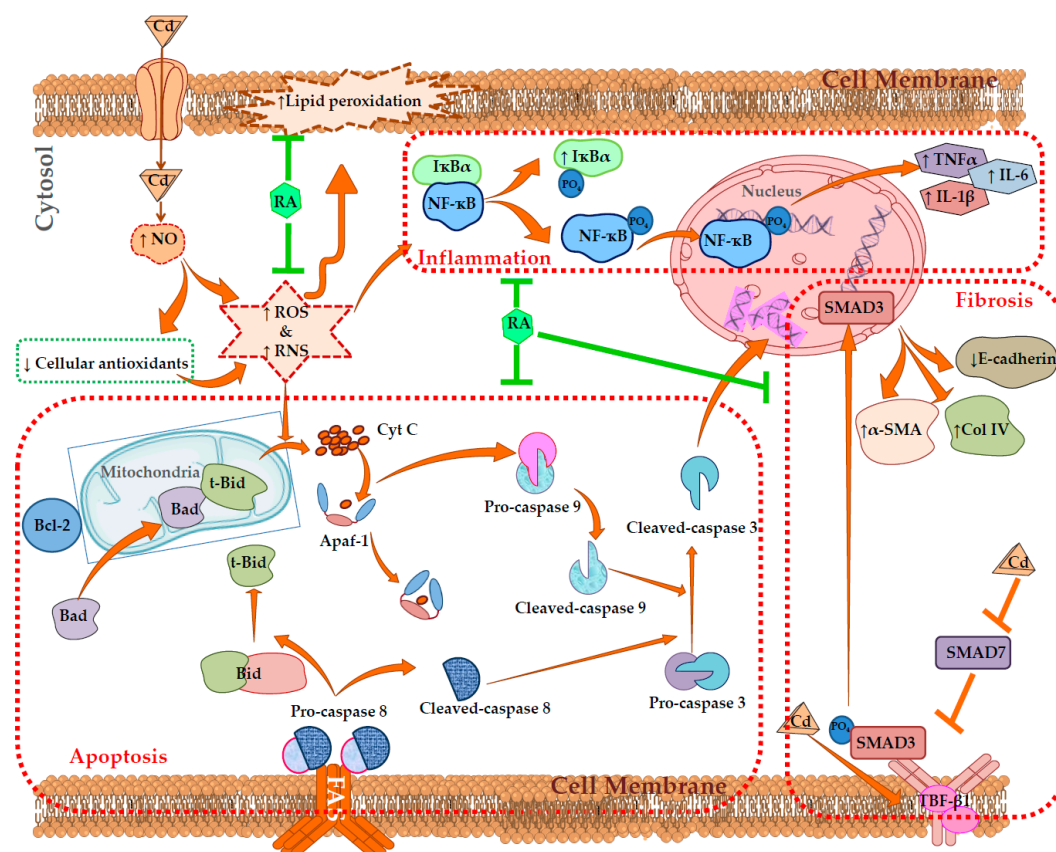 Cd
Cell Membrane
↑Lipid peroxidation
Cytosol
Cd
RA
↑ NO
IκBα
NF-κB
↑ IκBα
PO4
NF-κB
PO4
Nucleus
NF-κB
PO4
↑ TNFα
↑ IL-6
↑ IL-1β
Inflammation
↑ ROS
&
↑ RNS
RA
SMAD3
Fibrosis
↓ Cellular antioxidants
↓E-cadherin
↑α-SMA
↑Col IV
Cyt C
Mitochondria
t-Bid
Bad
Bcl-2
Apaf-1
Pro-caspase 9
Cleaved-caspase 3
t-Bid
Bad
Cleaved-caspase 9
Cd
SMAD7
Bid
Pro-caspase 8
Cleaved-caspase 8
Pro-caspase 3
Cd
PO4
SMAD3
Apoptosis
Cell Membrane
FAS
TBF-β1